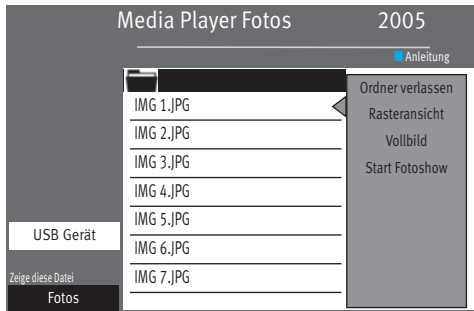 Media Player Fotos 2005
Anleitung
IMG 1.JPG
IMG 2.JPG
IMG 3.JPG
IMG 4.JPG
IMG 5.JPG
IMG 6.JPG
IMG 7.JPG
Ordner verlassen
Rasteransicht
Vollbild
Start Fotoshow
USB Gerät
Zeige diese Datei
Fotos